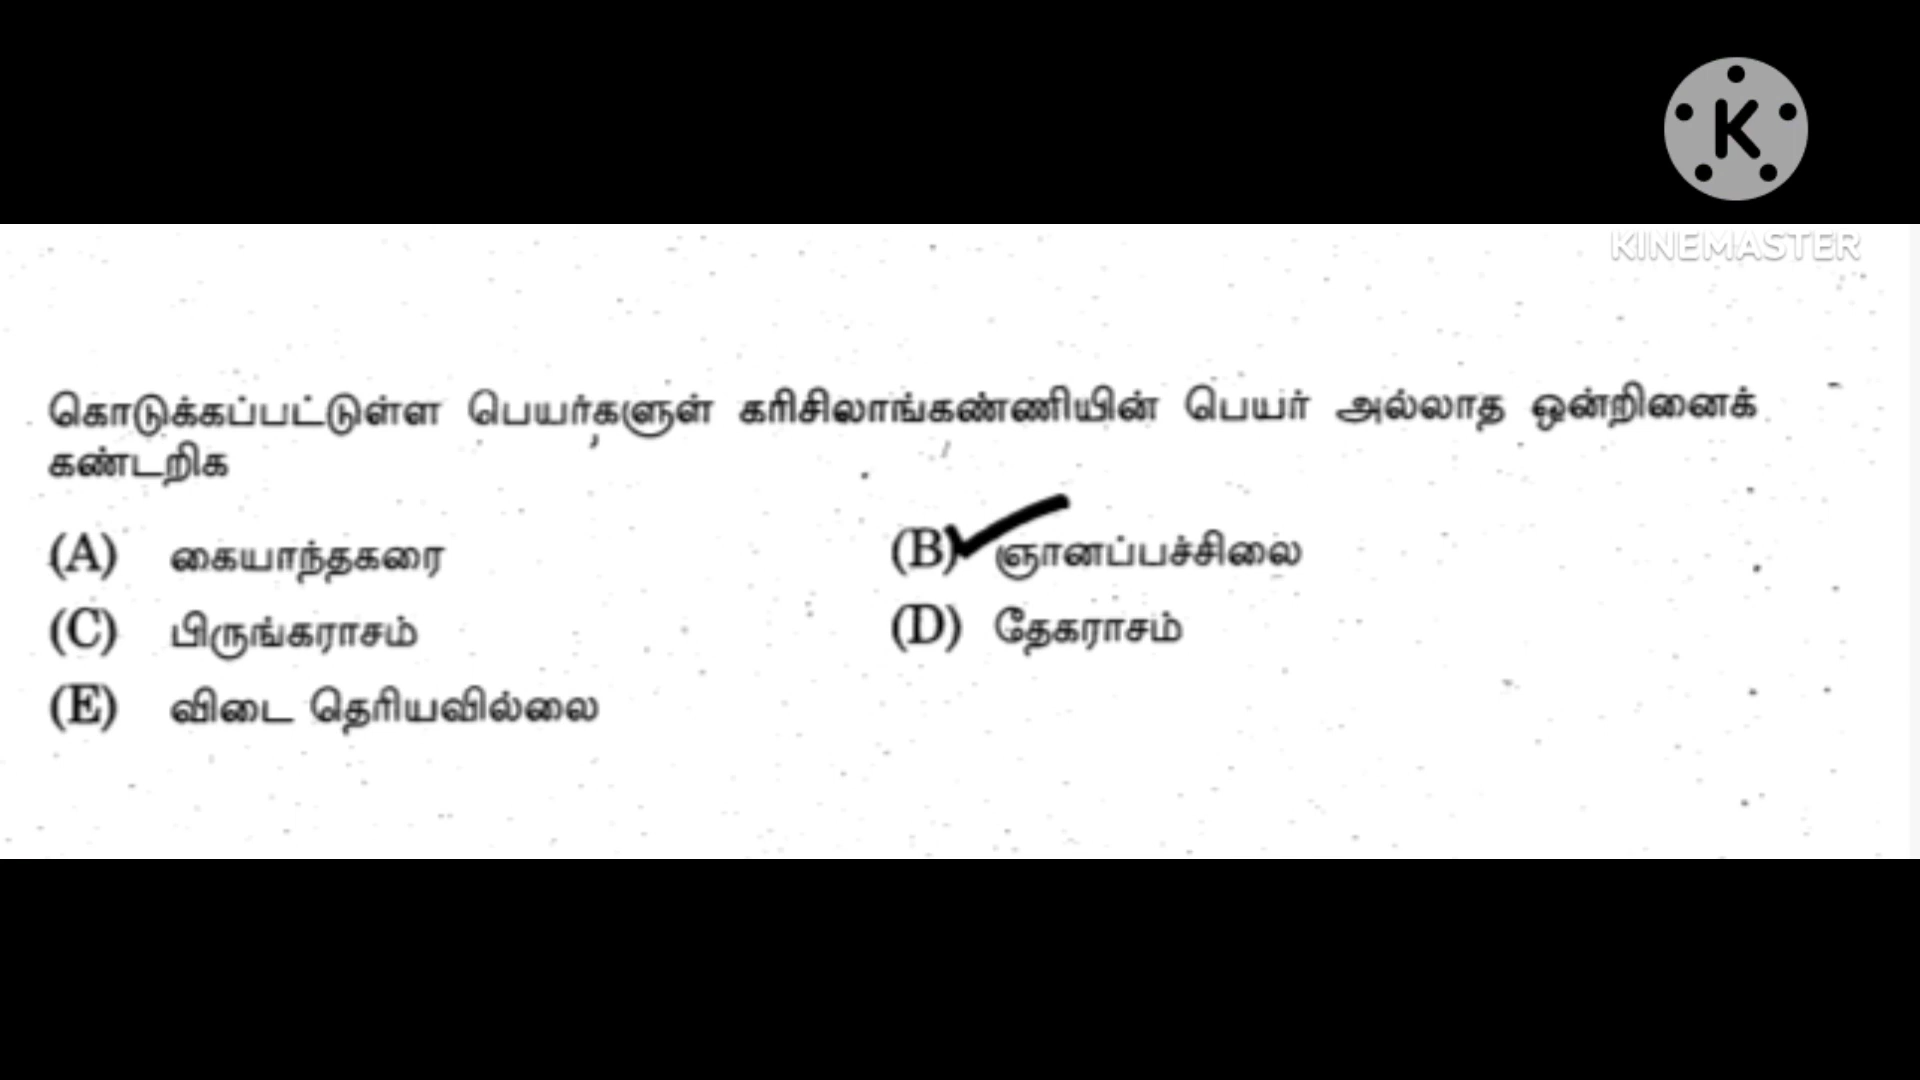 K
KINEMASTER
கொடுக்கப்பட்டுள்ள பெயர்களுள் கரிசிலாங்கண்ணியின் பெயர் அல்லாத ஒன்றினைக்
கண்டறிக
(A) கையாந்தகரை (B) ஞானப்பச்சிலை
(C) பிருங்கராசம் (D) தேகராசம்
(E) விடை தெரியவில்லை